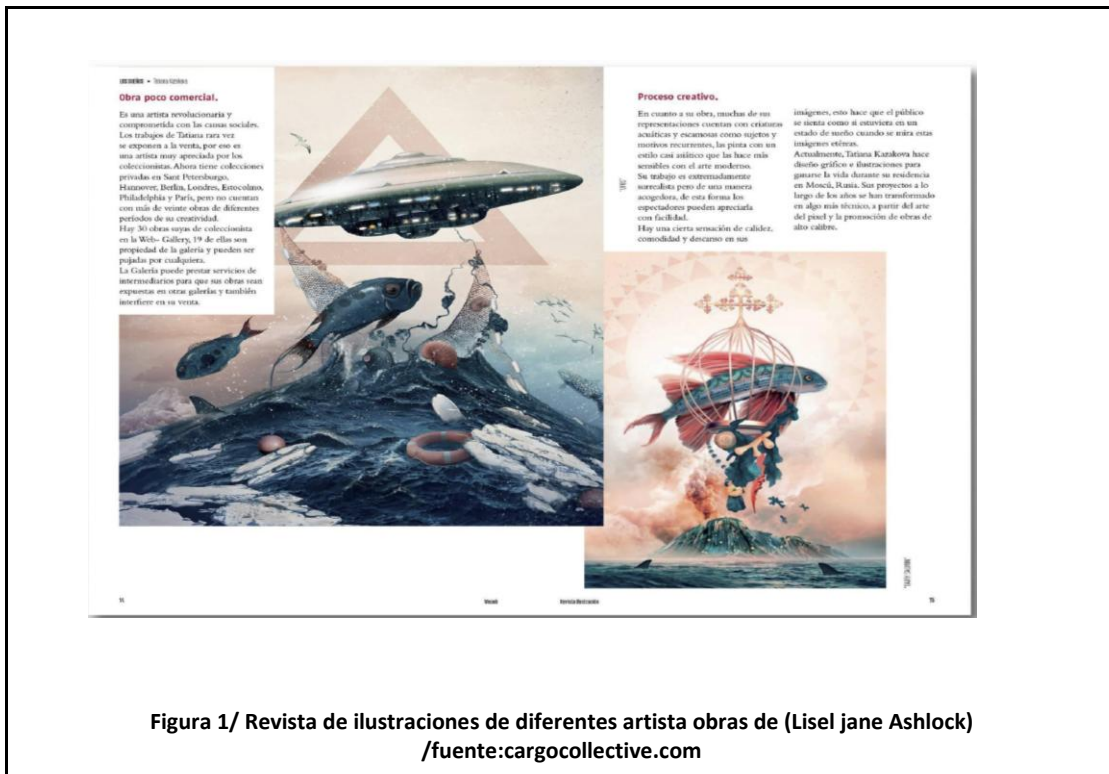 Tatiana Kazakova
Obra poco comercial.
Es una artista revolucionaria y
comprometida con las causas sociales.
Los trabajos de Tatiana rara vez
se exponen a la venta, por eso es
una artista muy apreciada por los
coleccionistas. Ahora tiene colecciones
privadas en Sant Petersburgo,
Hannover, Berlin, Londres, Estocolmo,
Philadelphia y París, pero no cuentan
con más de veinte obras de diferentes
períodos de su creatividad.
Hay 30 obras suyas de coleccionista
en la Web- Gallery, 19 de ellas son
propiedad de la galería y pueden ser
pujadas por cualquiera.
La Galería puede prestar servicios de
intermediarios para que sus obras sean
expuestas en otras galerías y también
interfiere en su venta.
Proceso creativo.
En cuanto a su obra, muchas de sus
representaciones cuentan con criaturas
acuáticas y escamosas como sujetos y
motivos recurrentes, las pinta con un
estilo casi asiático que las hace más
sensibles con el arte moderno.
Su trabajo es extremadamente
surrealista pero de una manera
acogedora, de esta forma los
espectadores pueden apreciarla
con facilidad.
Hay una cierta sensación de calidez,
comodidad y descanso en sus
imágenes, esto hace que el público
se sienta como si estuviera en un
estado de sueño cuando se mira estas
imágenes etéreas.
Actualmente, Tatiana Kazakova hace
diseño gráfico e ilustraciones para
ganarse la vida durante su residencia
en Moscú, Rusia. Sus proyectos a lo
largo de los años se han transformado
en algo más técnico, a partir del arte
del pixel y la promoción de obras de
alto calibre.
Revista Ilustración
Figura 1/ Revista de ilustraciones de diferentes artista obras de (Lisel jane Ashlock)
/fuente:cargocollective.com